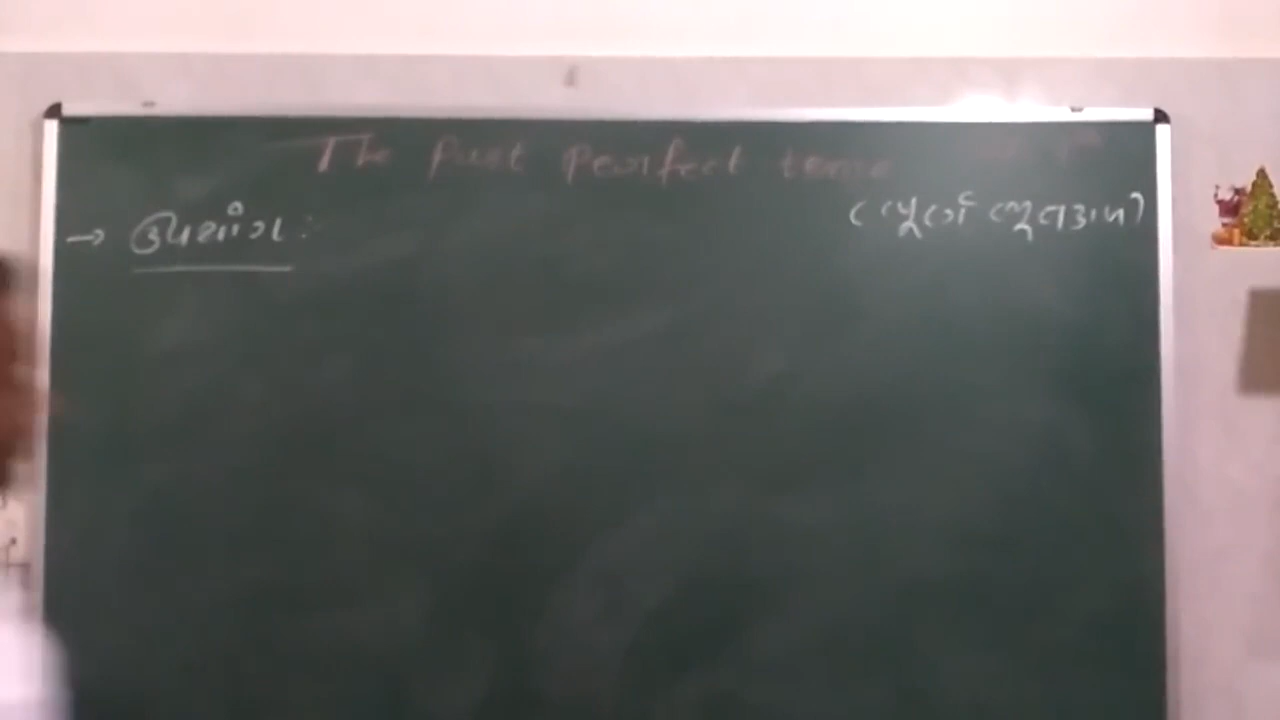 The past perfect tense
(પૂર્ણ ભૂતકાળ)
→ ઉપયોગ :